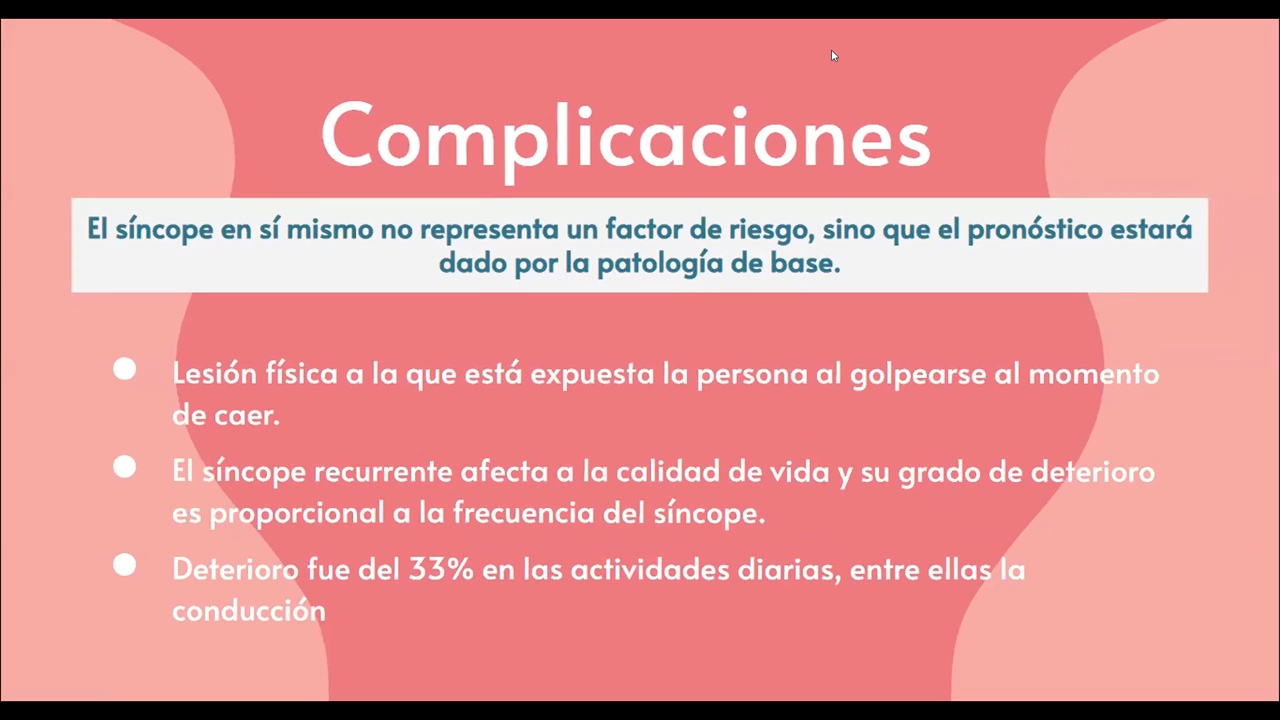 Complicaciones
El síncope en sí mismo no representa un factor de riesgo, sino que el pronóstico estará
dado por la patología de base.
● Lesión física a la que está expuesta la persona al golpearse al momento
de caer.
● El síncope recurrente afecta a la calidad de vida y su grado de deterioro
es proporcional a la frecuencia del síncope.
● Deterioro fue del 33% en las actividades diarias, entre ellas la
conducción